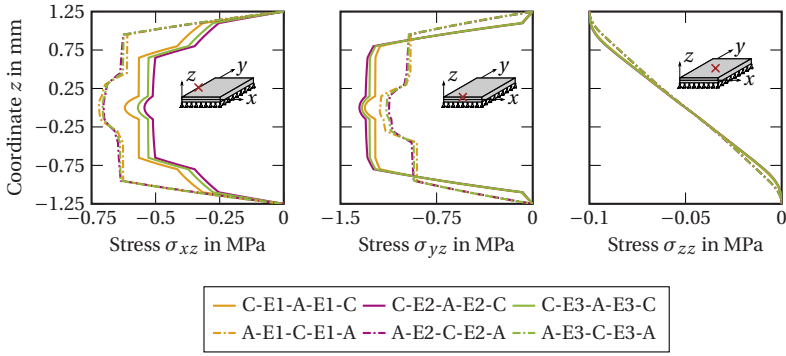 1.25
0.75
0.25
−0.25
−0.75
−1.25
Coordinate z in mm
z y x
−0.75 −0.5 −0.25 0
Stress σxz in MPa
z y x
−1.5 −0.75 0
Stress σyz in MPa
z y x
−0.1 −0.05 0
Stress σzz in MPa
C-E1-A-E1-C C-E2-A-E2-C C-E3-A-E3-C
A-E1-C-E1-A A-E2-C-E2-A A-E3-C-E3-A